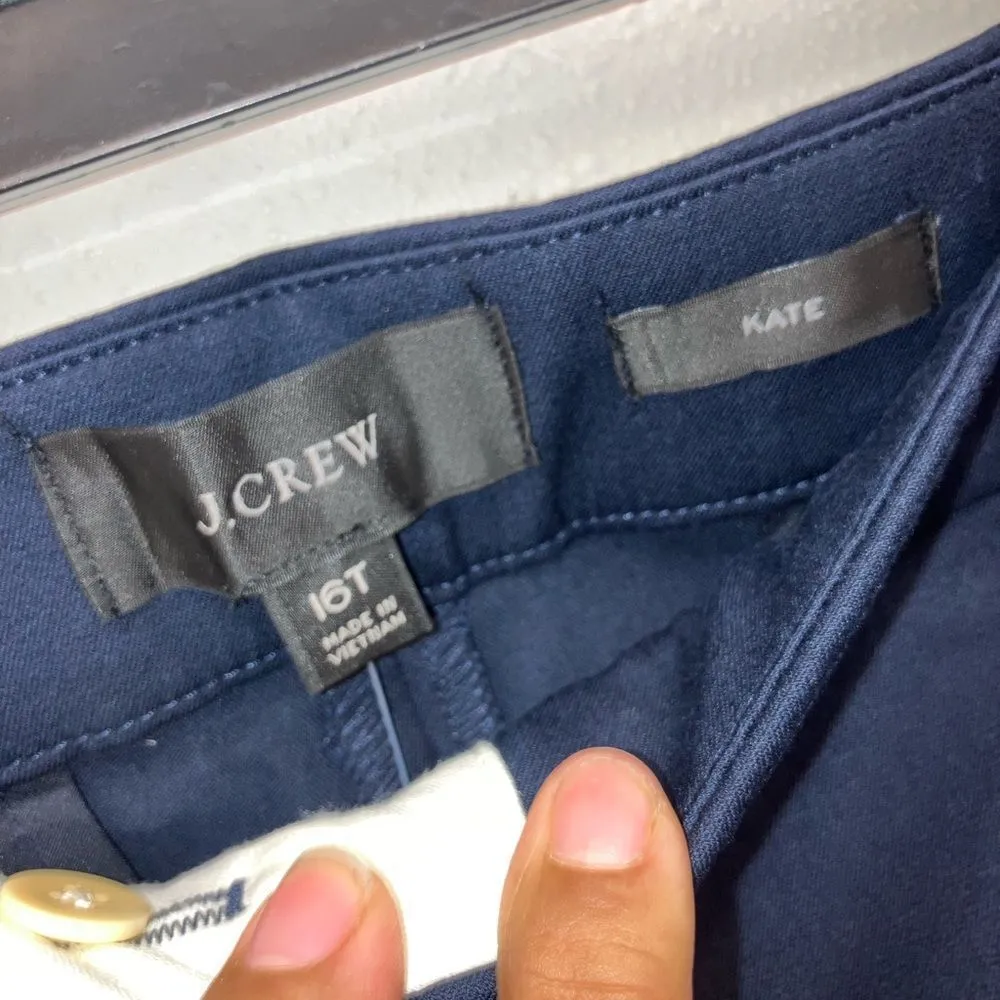 J.CREW
KATE
16T
MADE IN
VIETNAM